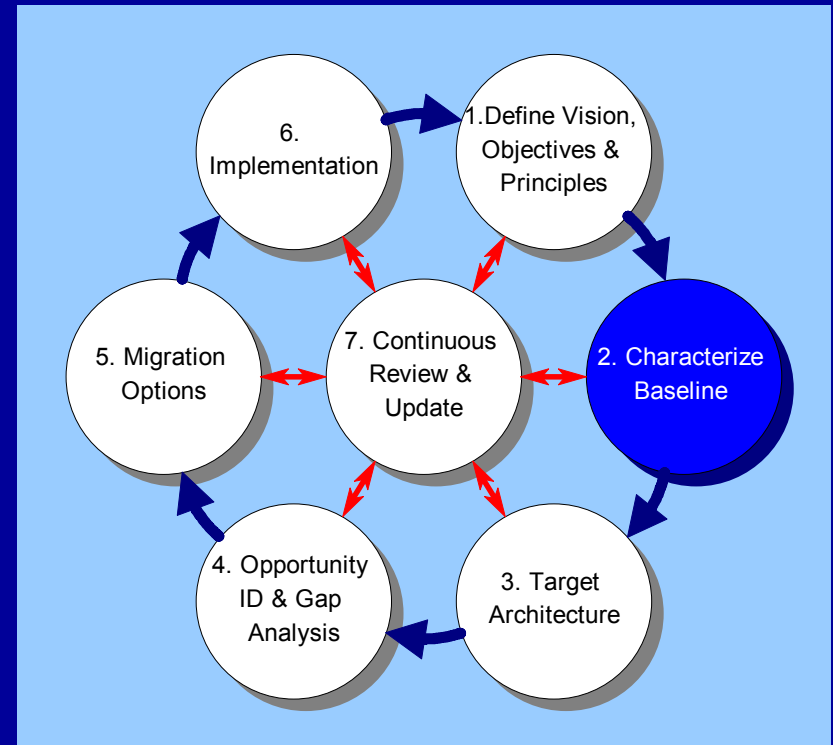 1.Define Vision,
Objectives &
Principles
2. Characterize
Baseline
3. Target
Architecture
4. Opportunity
ID & Gap
Analysis
5. Migration
Options
6.
Implementation
7. Continuous
Review &
Update